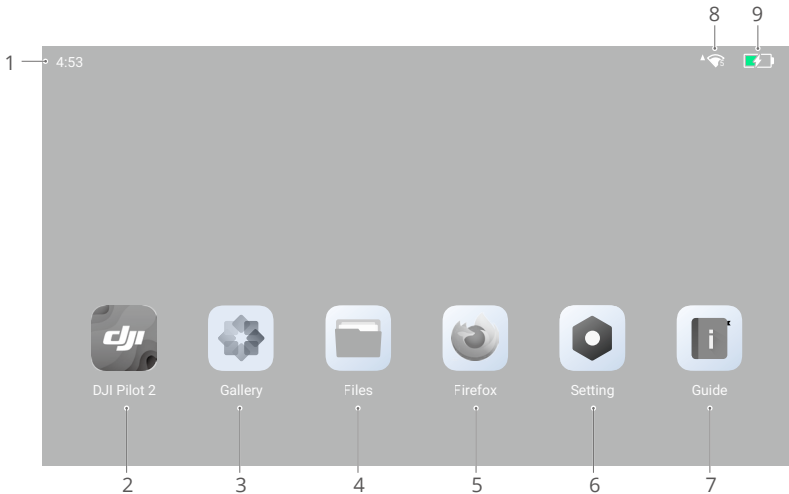 8 9
1 4:53
dji
i
DJI Pilot 2 Gallery Files Firefox Setting Guide
2 3 4 5 6 7